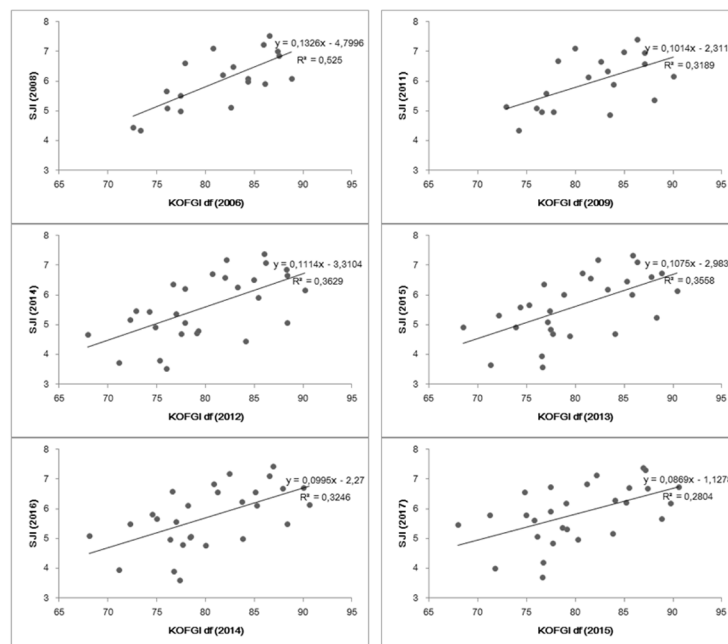 8
7
6
5
4
3
SJI (2008)
y = 0,1326x - 4,7996
R² = 0,525
65 70 75 80 85 90 95
KOFGI df (2006)
8
7
6
5
4
3
SJI (2011)
y = 0,1014x - 2,311
R² = 0,3189
65 70 75 80 85 90 95
KOFGI df (2009)
8
7
6
5
4
3
SJI (2014)
y = 0,1114x - 3,3104
R² = 0,3629
65 70 75 80 85 90 95
KOFGI df (2012)
8
7
6
5
4
3
SJI (2015)
y = 0,1075x - 2,983
R² = 0,3558
65 70 75 80 85 90 95
KOFGI df (2013)
8
7
6
5
4
3
SJI (2016)
y = 0,0995x - 2,27
R² = 0,3246
65 70 75 80 85 90 95
KOFGI df (2014)
8
7
6
5
4
3
SJI (2017)
y = 0,0869x - 1,1278
R² = 0,2804
65 70 75 80 85 90 95
KOFGI df (2015)